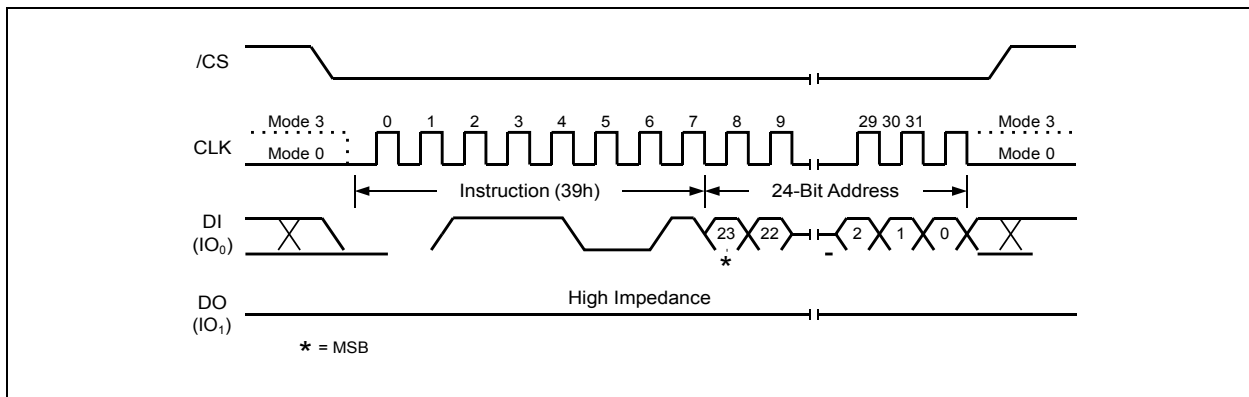 /CS
Mode 3 0 1 2 3 4 5 6 7 8 9 29 30 31 Mode 3
CLK
Mode 0 Mode 0
Instruction (39h) 24-Bit Address
DI
(IO₀)
23 22 2 1 0
*
High Impedance
DO
(IO₁)
* = MSB